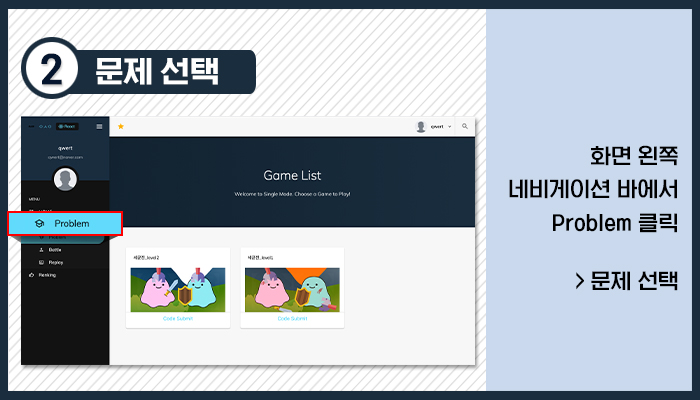 2 문제 선택
React
qwert
qwert
qwert@naver.com
MENU
Problem
Battle
Replay
Ranking
Game List
Welcome to Single Mode. Choose a Game to Play!
세균전_level2
세균전_level1
Code Submit
Code Submit
화면 왼쪽
네비게이션 바에서
Problem 클릭
> 문제 선택